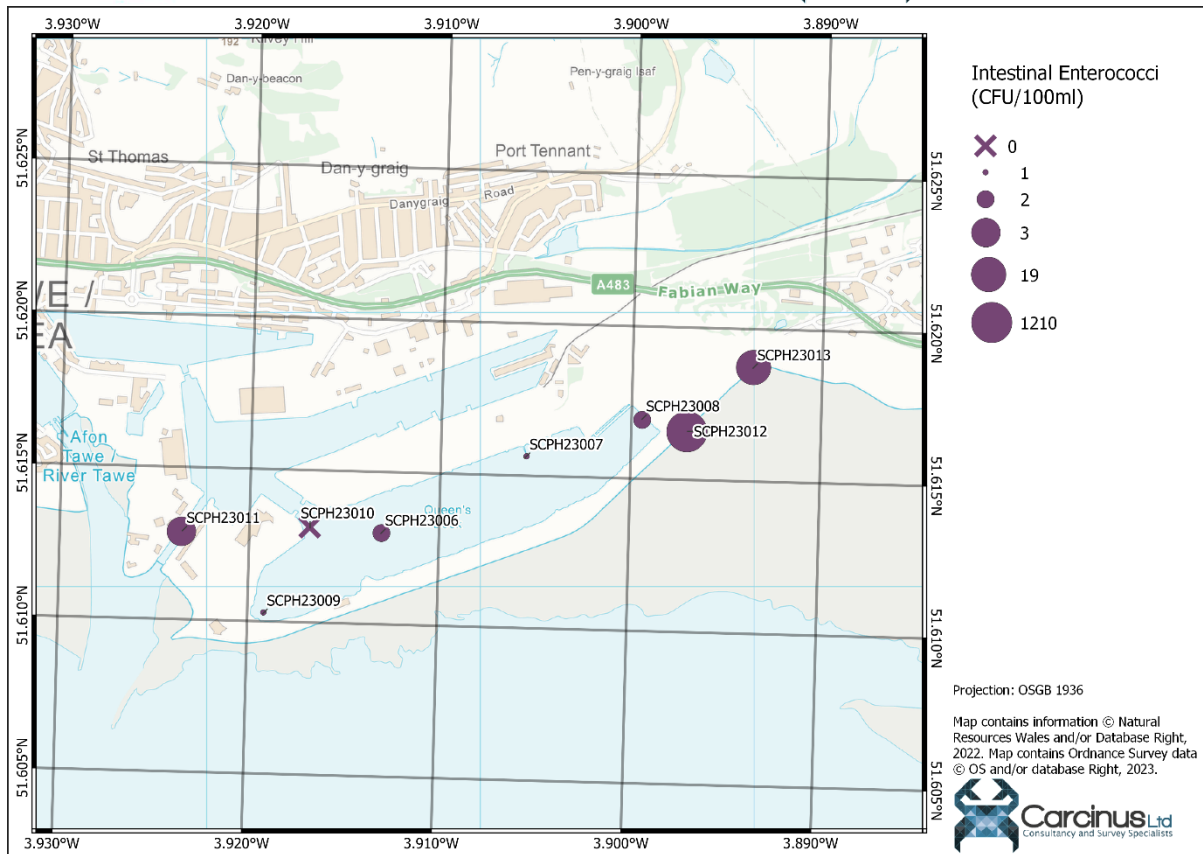 3.930°W
3.920°W
3.910°W
3.900°W
3.890°W
192
Dan-y-beacon
Pen-y-graig Isaf
St Thomas
Dan-y-graig
Port Tennant
Danygraig
Road
A483
Fabian Way
WE /
EA
Afon
Tawe /
River Tawe
Queen's
SCPH23013
SCPH23008
SCPH23012
SCPH23007
SCPH23011
SCPH23010
SCPH23006
SCPH23009
51.625°N
51.620°N
51.615°N
51.610°N
51.605°N
51.625°N
51.620°N
51.615°N
51.610°N
51.605°N
3.930°W
3.920°W
3.910°W
3.900°W
3.890°W
Intestinal Enterococci
(CFU/100ml)
0
1
2
3
19
1210
Projection: OSGB 1936
Map contains information © Natural
Resources Wales and/or Database Right,
2022. Map contains Ordnance Survey data
© OS and/or database Right, 2023.
Carcinus Ltd
Consultancy and Survey Specialists